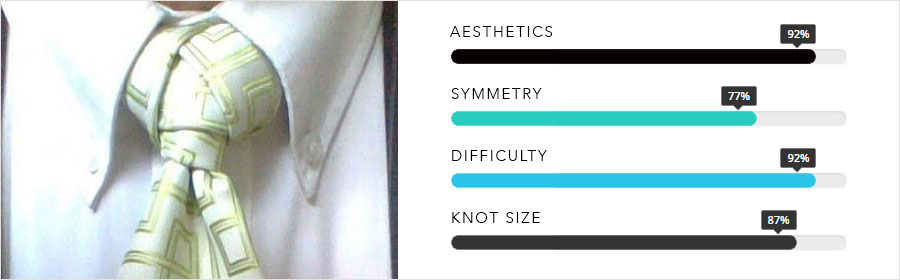 AESTHETICS
92%
SYMMETRY
77%
DIFFICULTY
92%
KNOT SIZE
87%